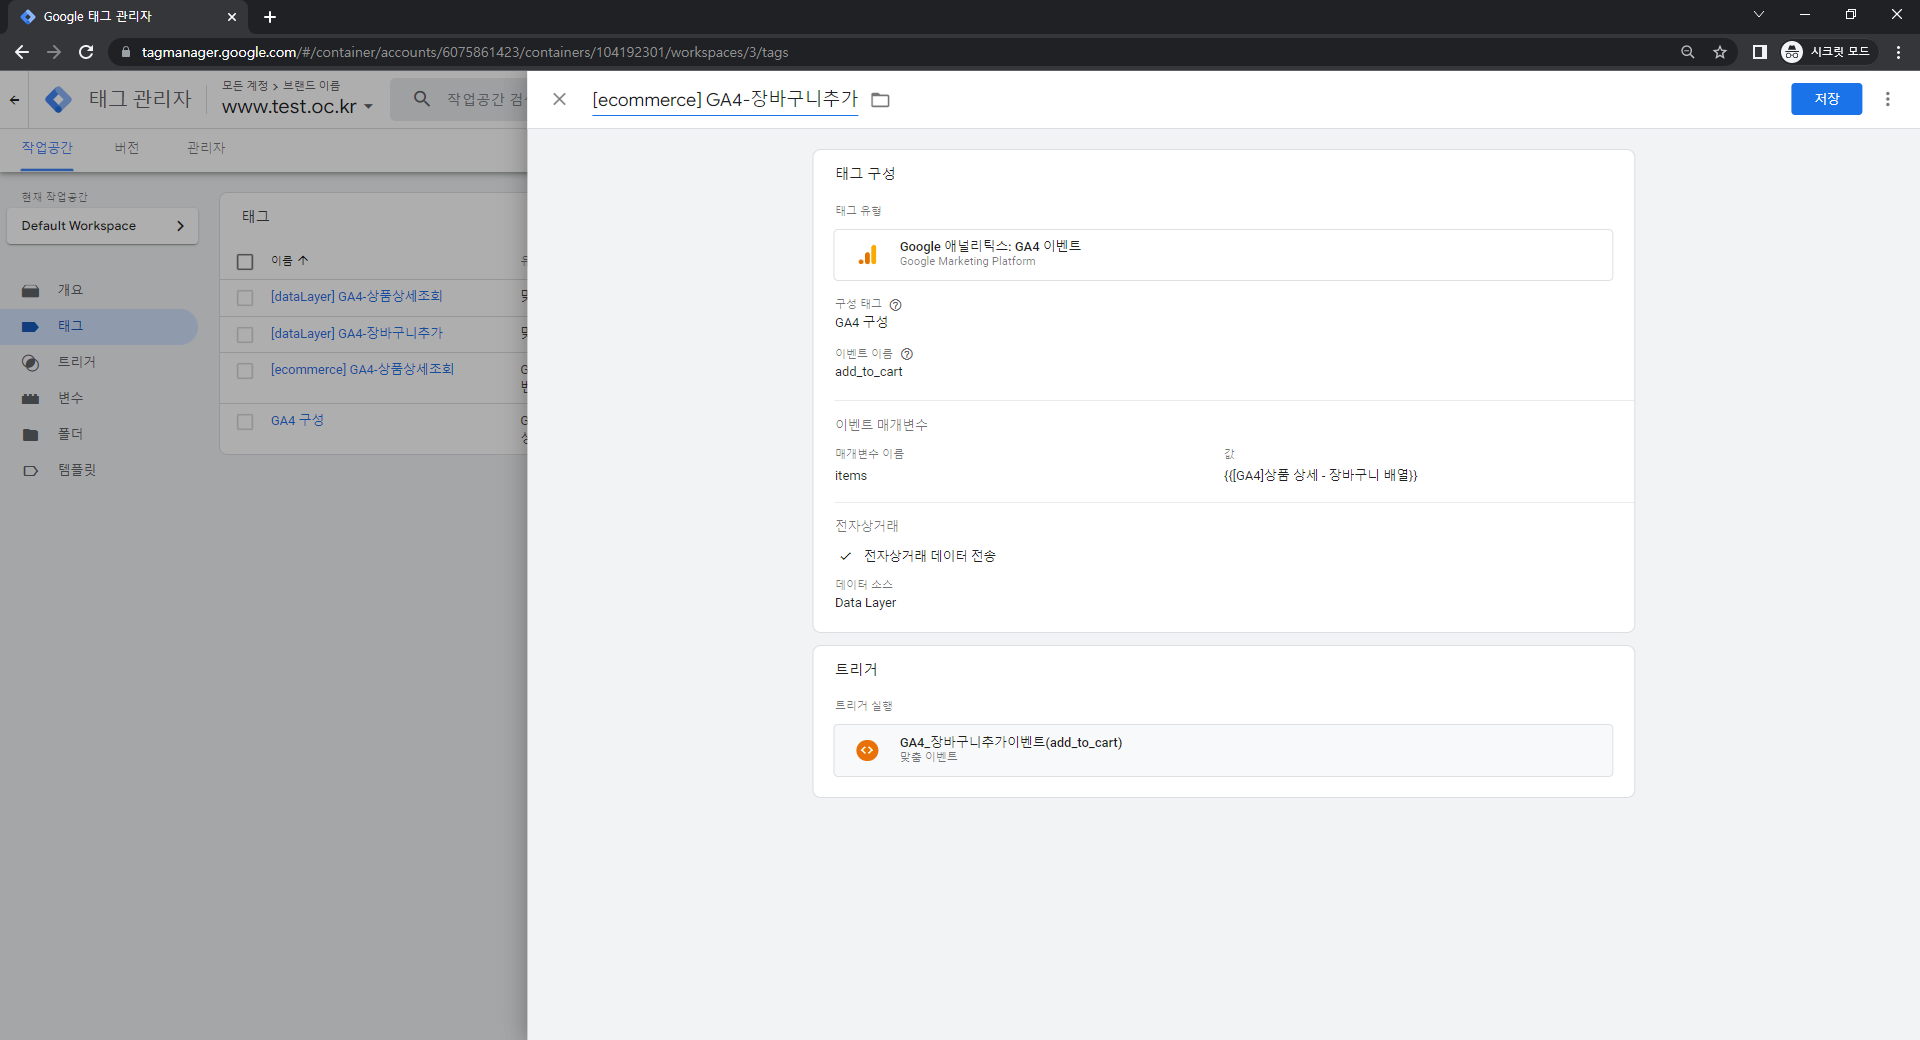 Google 태그 관리자
tagmanager.google.com/#/container/accounts/6075861423/containers/104192301/workspaces/3/tags
시크릿 모드
태그 관리자
모든 계정 > 브랜드 이름
www.test.oc.kr
작업공간 검
[ecommerce] GA4-장바구니추가
저장
작업공간
버전
관리자
현재 작업공간
Default Workspace
개요
태그
트리거
변수
폴더
템플릿
태그
이름
[dataLayer] GA4-상품상세조회
[dataLayer] GA4-장바구니추가
[ecommerce] GA4-상품상세조회
GA4 구성
태그 구성
태그 유형
Google 애널리틱스: GA4 이벤트
Google Marketing Platform
구성 태그
GA4 구성
이벤트 이름
add_to_cart
이벤트 매개변수
매개변수 이름
값
items
{{[GA4]상품 상세 - 장바구니 배열}}
전자상거래
전자상거래 데이터 전송
데이터 소스
Data Layer
트리거
트리거 실행
GA4_장바구니추가이벤트(add_to_cart)
맞춤 이벤트